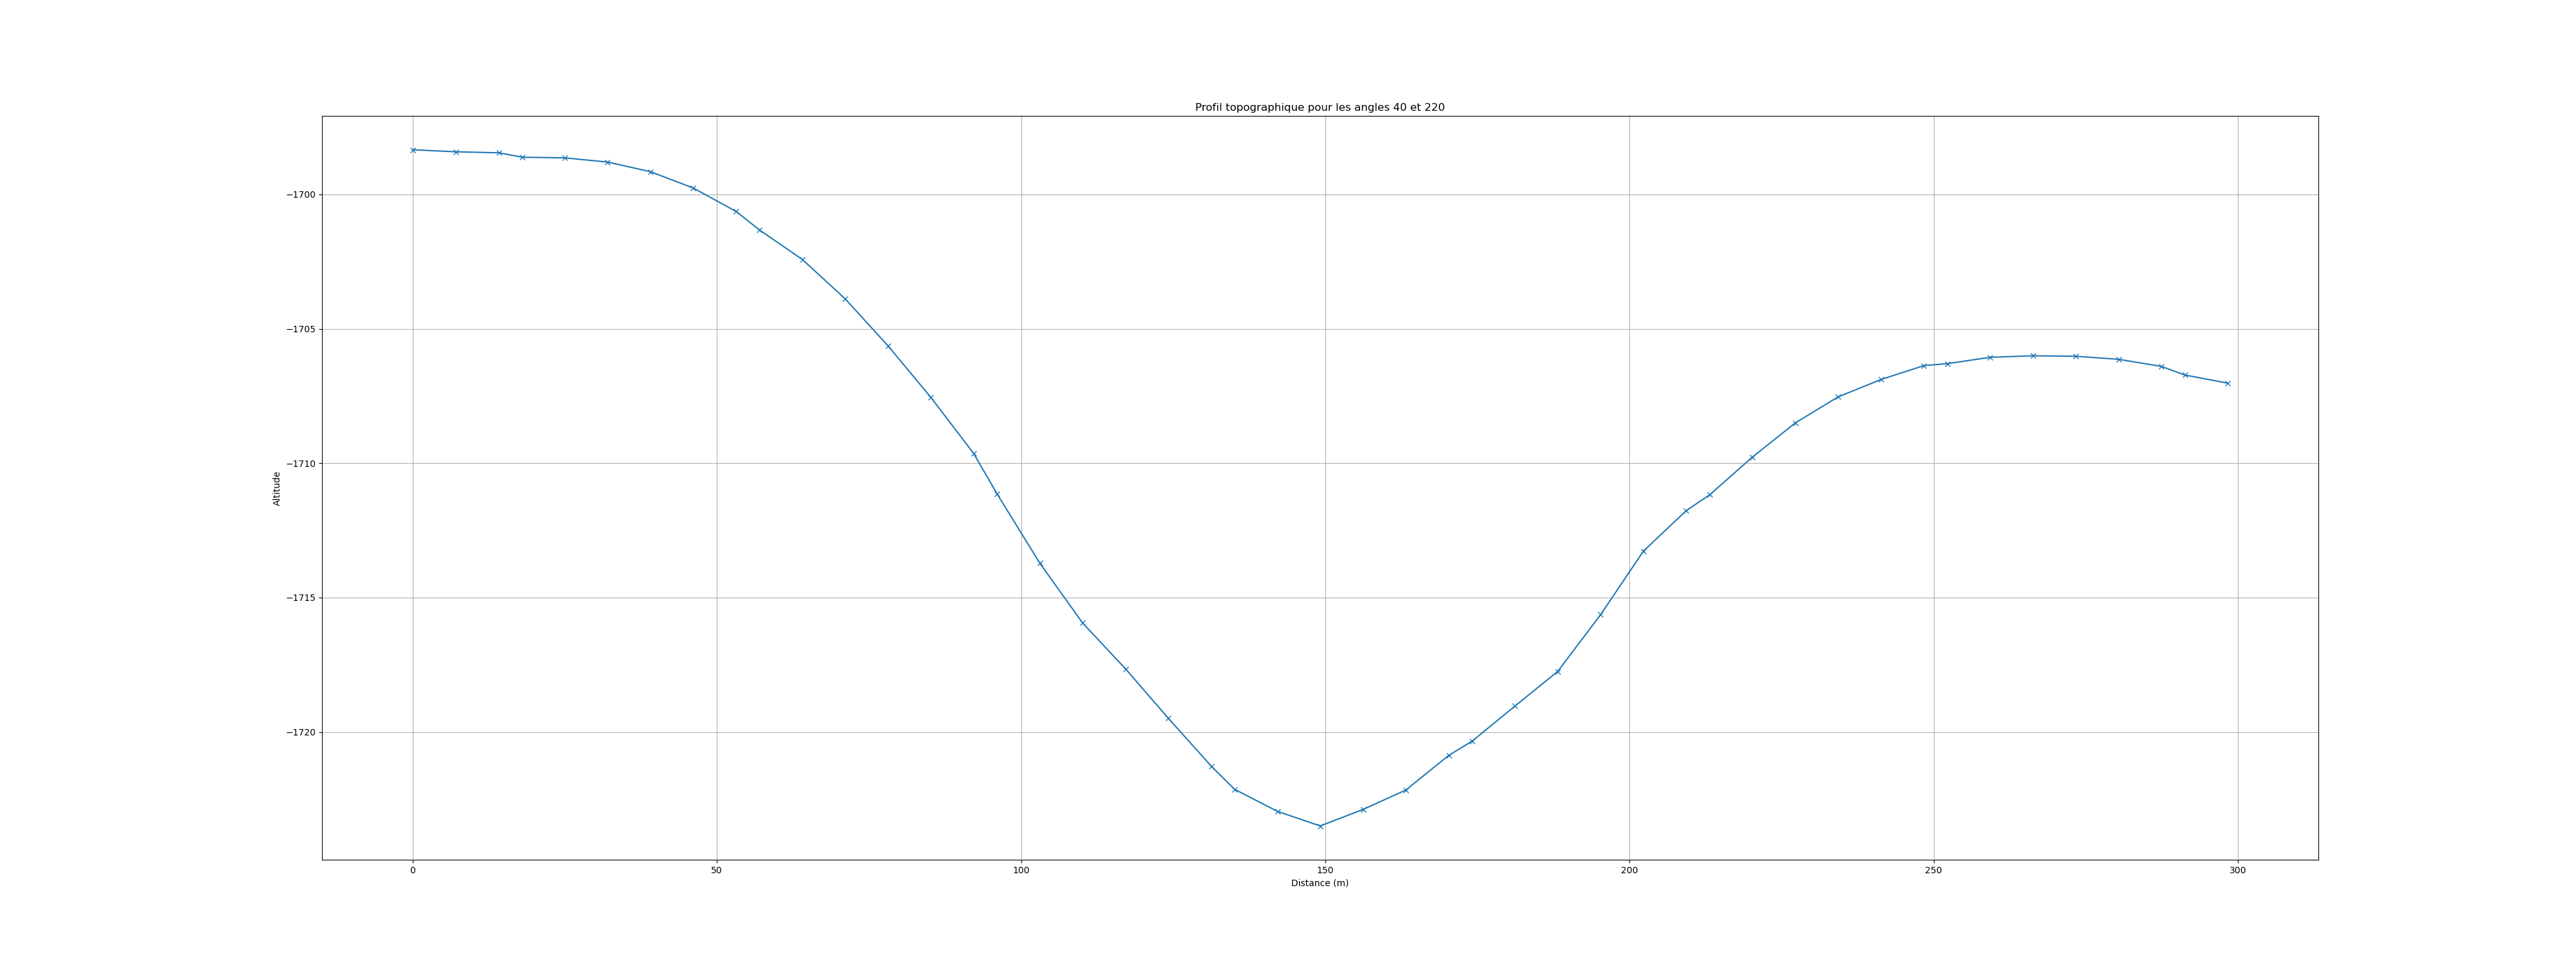 Profil topographique pour les angles 40 et 220
−1700
−1705
−1710
−1715
−1720
Altitude
0 50 100 150 200 250 300
Distance (m)